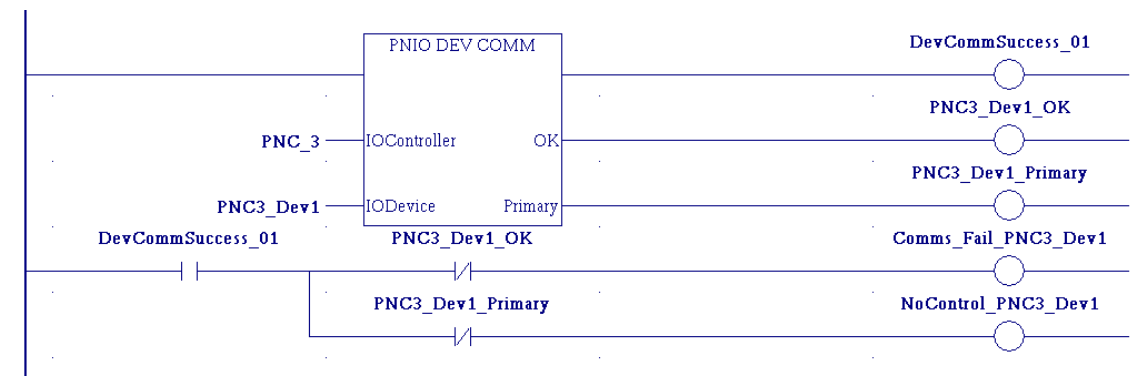 PNIO DEV COMM
DevCommSuccess_01
PNC3_Dev1_OK
PNC_3 IOController OK
PNC3_Dev1_Primary
PNC3_Dev1 IODevice Primary
DevCommSuccess_01 PNC3_Dev1_OK Comms_Fail_PNC3_Dev1
PNC3_Dev1_Primary NoControl_PNC3_Dev1